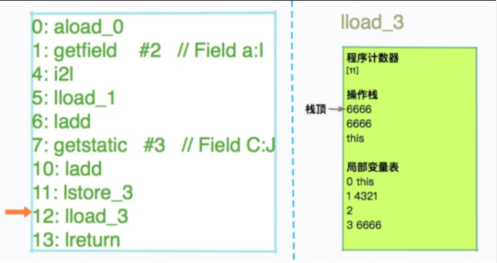 0: aload_0
1: getfield #2 // Field a:I
4: i2l
5: lload_1
6: ladd
7: getstatic #3 // Field C:J
10: ladd
11: lstore_3
12: lload_3
13: lreturn
lload_3
程序计数器
[11]
操作栈
栈顶 6666
6666
this
局部变量表
0 this
1 4321
2
3 6666